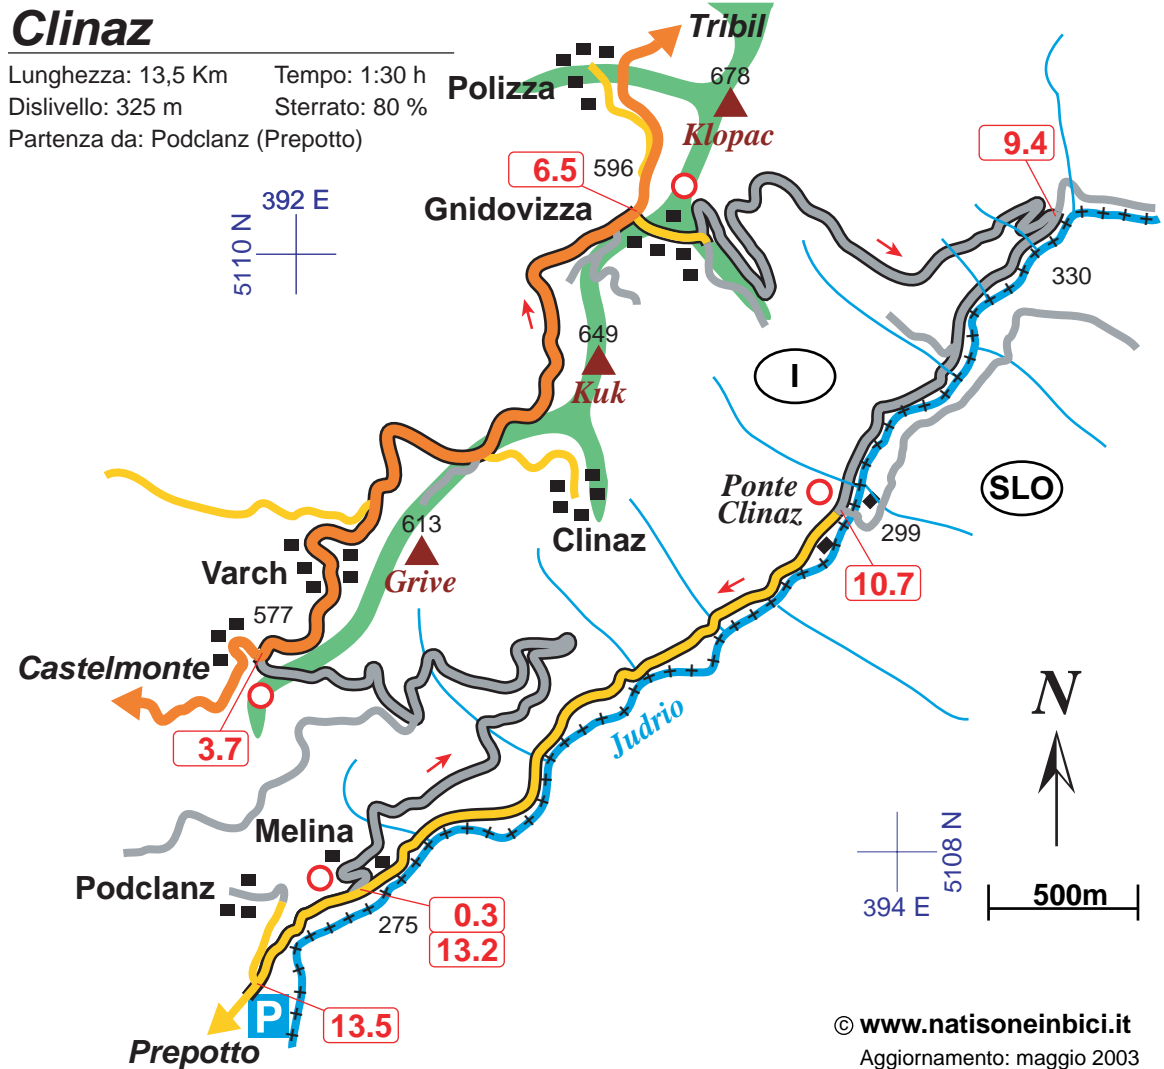 Clinaz
Lunghezza: 13,5 Km
Tempo: 1:30 h
Dislivello: 325 m
Sterrato: 80 %
Partenza da: Podclanz (Prepotto)
Tribil
Polizza
678
Klopac
9.4
6.5
596
392 E
Gnidovizza
5110 N
330
649
Kuk
I
Ponte
Clinaz
SLO
613
Clinaz
299
Varch
Grive
10.7
577
Castelmonte
N
Judrio
3.7
Melina
5108 N
Podclanz
500m
394 E
275
0.3
13.2
P
13.5
Prepotto
© www.natisoneinbici.it
Aggiornamento: maggio 2003